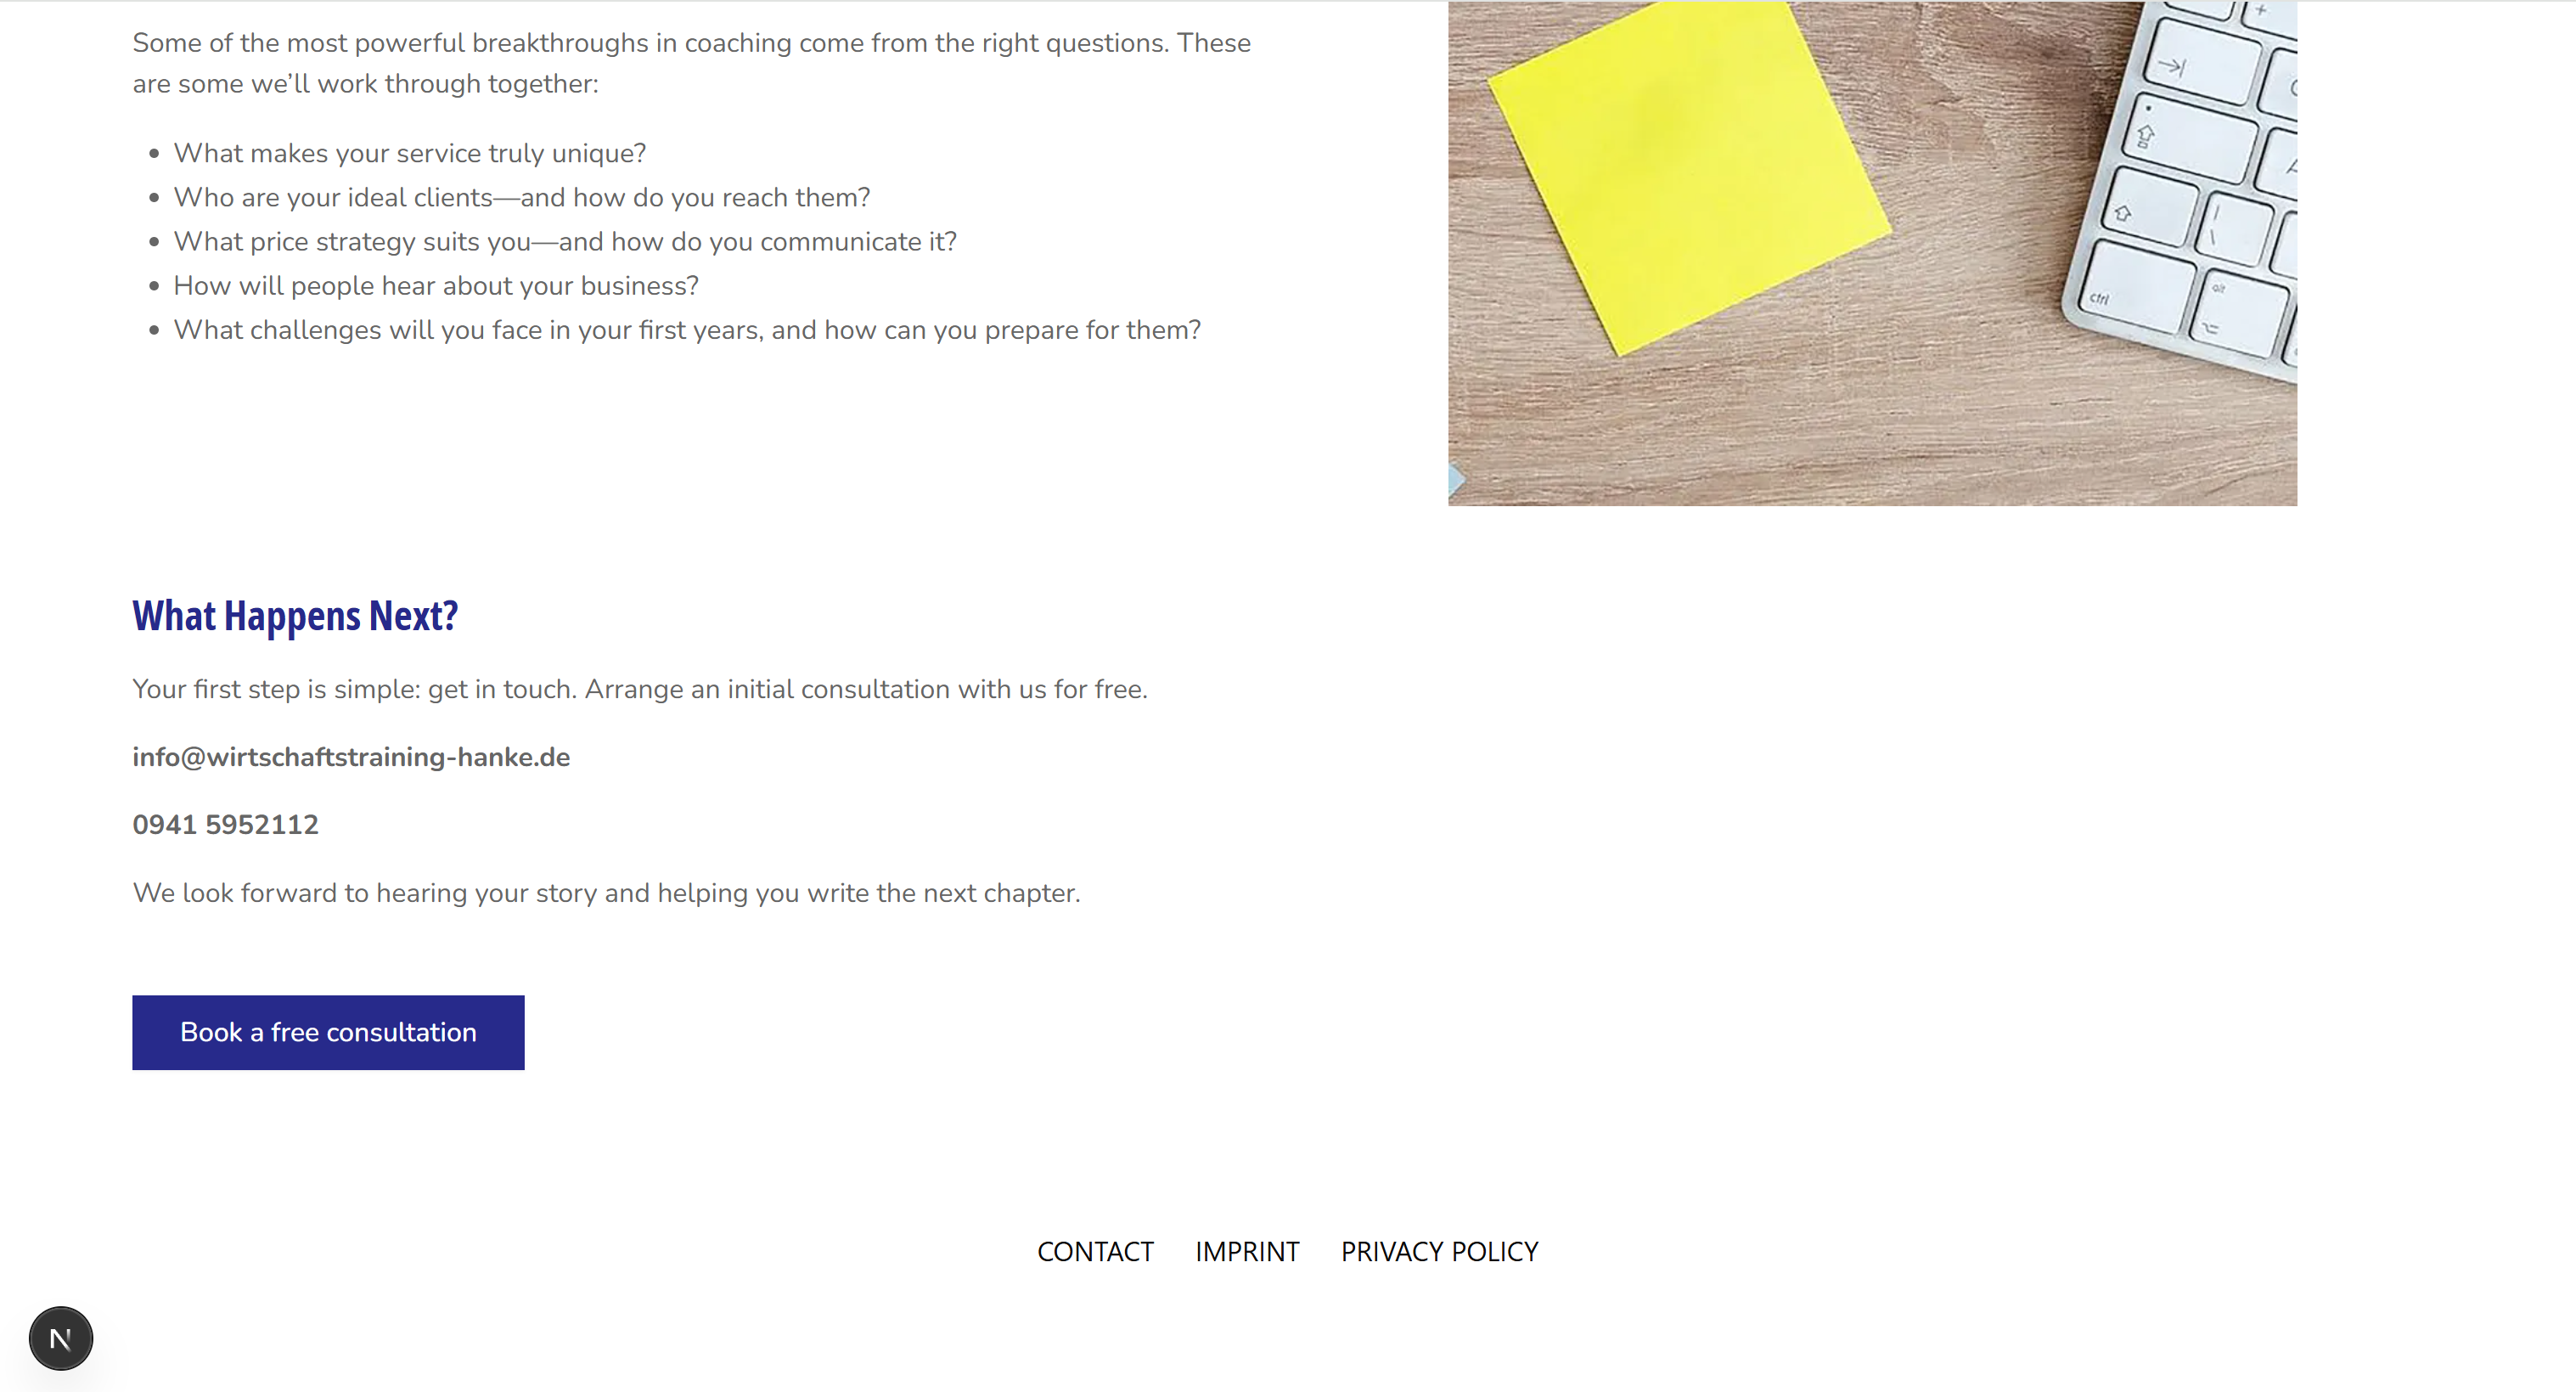 Some of the most powerful breakthroughs in coaching come from the right questions. These
are some we’ll work through together:
• What makes your service truly unique?
• Who are your ideal clients—and how do you reach them?
• What price strategy suits you—and how do you communicate it?
• How will people hear about your business?
• What challenges will you face in your first years, and how can you prepare for them?
ctrl
alt
What Happens Next?
Your first step is simple: get in touch. Arrange an initial consultation with us for free.
info@wirtschaftstraining-hanke.de
0941 5952112
We look forward to hearing your story and helping you write the next chapter.
Book a free consultation
CONTACT IMPRINT PRIVACY POLICY
N